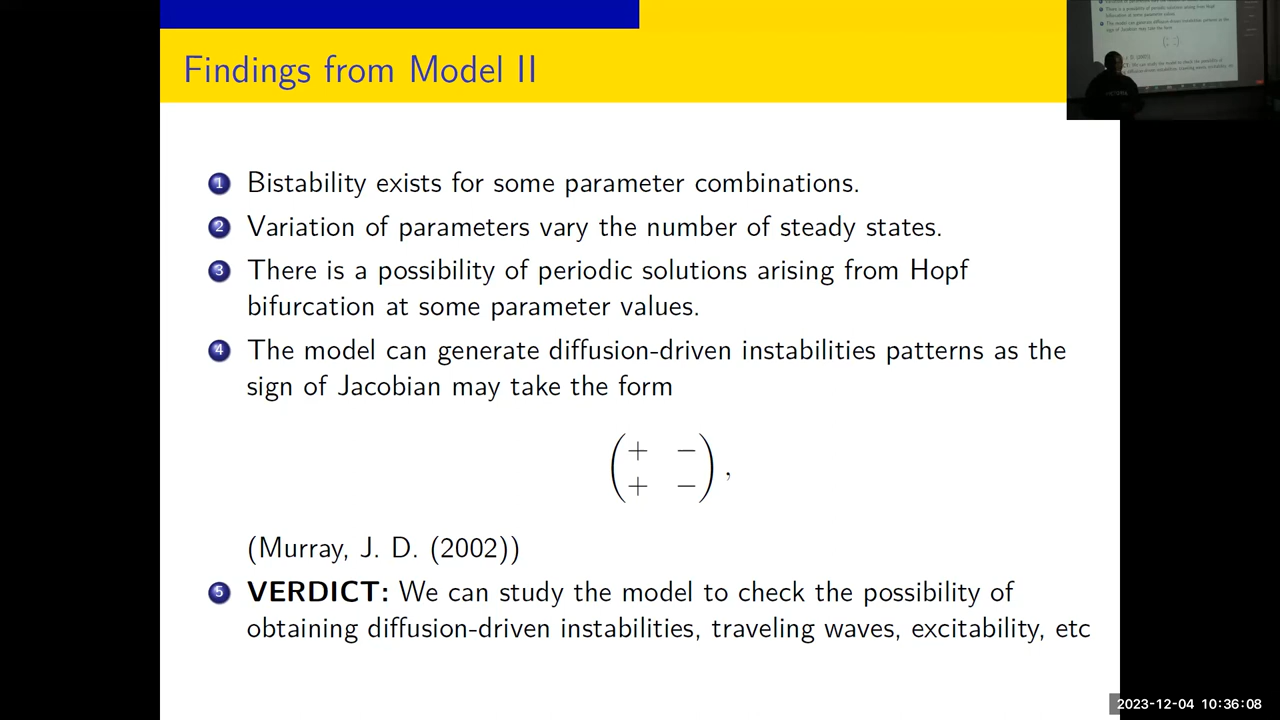 Findings from Model II
1 Bistability exists for some parameter combinations.
2 Variation of parameters vary the number of steady states.
3 There is a possibility of periodic solutions arising from Hopf
bifurcation at some parameter values.
4 The model can generate diffusion-driven instabilities patterns as the
sign of Jacobian may take the form
( + − )
( + − ) ,
(Murray, J. D. (2002))
5 VERDICT: We can study the model to check the possibility of
obtaining diffusion-driven instabilities, traveling waves, excitability, etc
2023-12-04 10:36:08